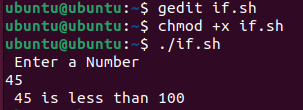 ubuntu@ubuntu:~$ gedit if.sh
ubuntu@ubuntu:~$ chmod +x if.sh
ubuntu@ubuntu:~$ ./if.sh
 Enter a Number
45
 45 is less than 100